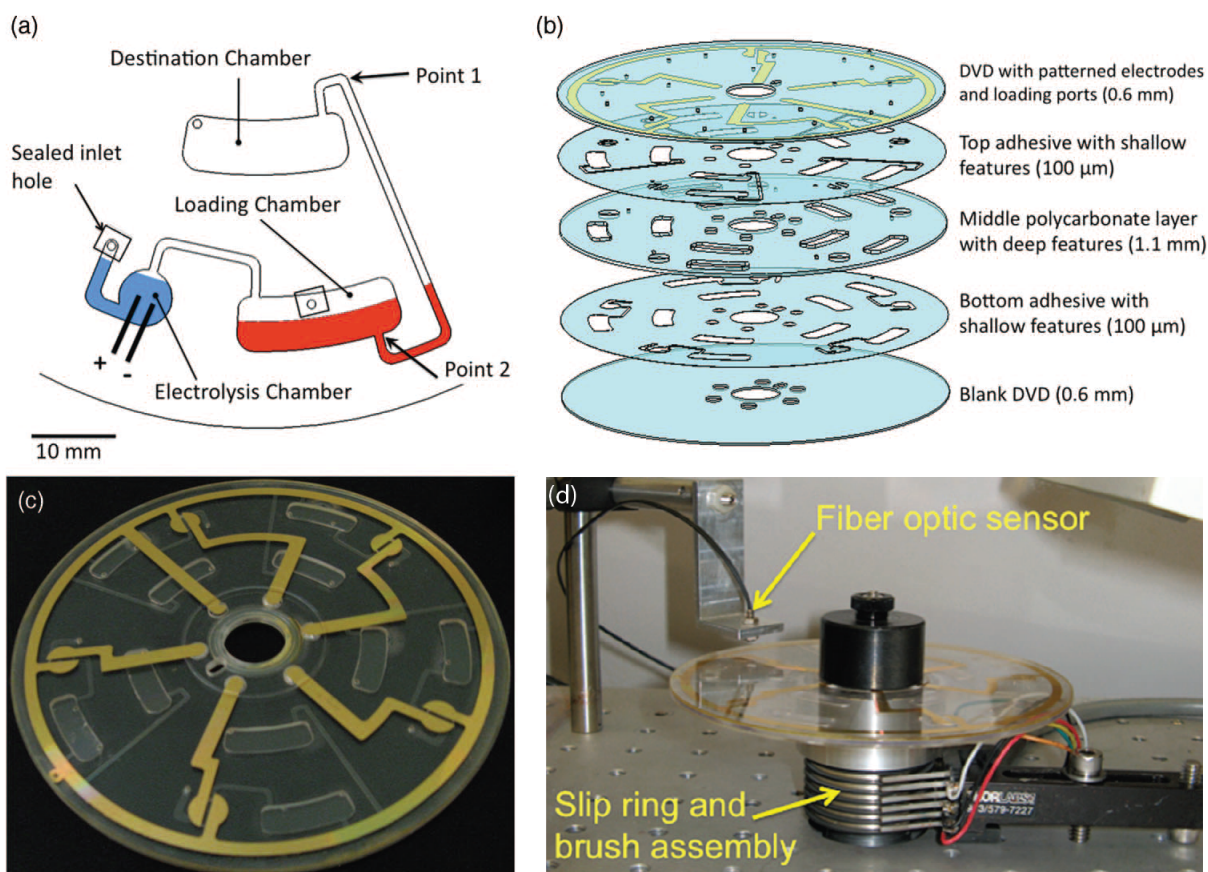 (a)
Destination Chamber
Point 1
Sealed inlet
hole
Loading Chamber
+
-
Electrolysis Chamber
Point 2
10 mm
(b)
DVD with patterned electrodes
and loading ports (0.6 mm)
Top adhesive with shallow
features (100 µm)
Middle polycarbonate layer
with deep features (1.1 mm)
Bottom adhesive with
shallow features (100 µm)
Blank DVD (0.6 mm)
(c)
(d)
Fiber optic sensor
Slip ring and
brush assembly
579-7227